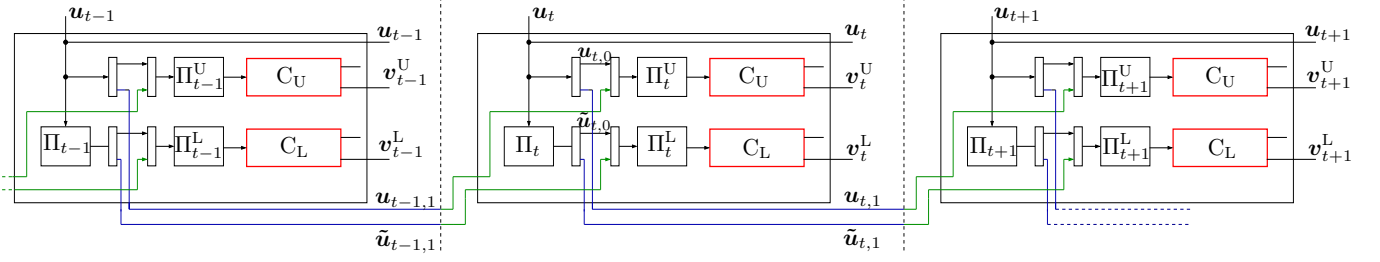 u_{t−1} u_t u_{t+1}
u_{t−1} u_t u_{t+1}
u_{t,0}
Π^U_{t−1} C_U v^U_{t−1} Π^U_t C_U v^U_t Π^U_{t+1} C_U v^U_{t+1}
ũ_{t,0}
Π_{t−1} Π^L_{t−1} C_L v^L_{t−1} Π_t Π^L_t C_L v^L_t Π_{t+1} Π^L_{t+1} C_L v^L_{t+1}
u_{t−1,1} u_{t,1}
ũ_{t−1,1} ũ_{t,1}